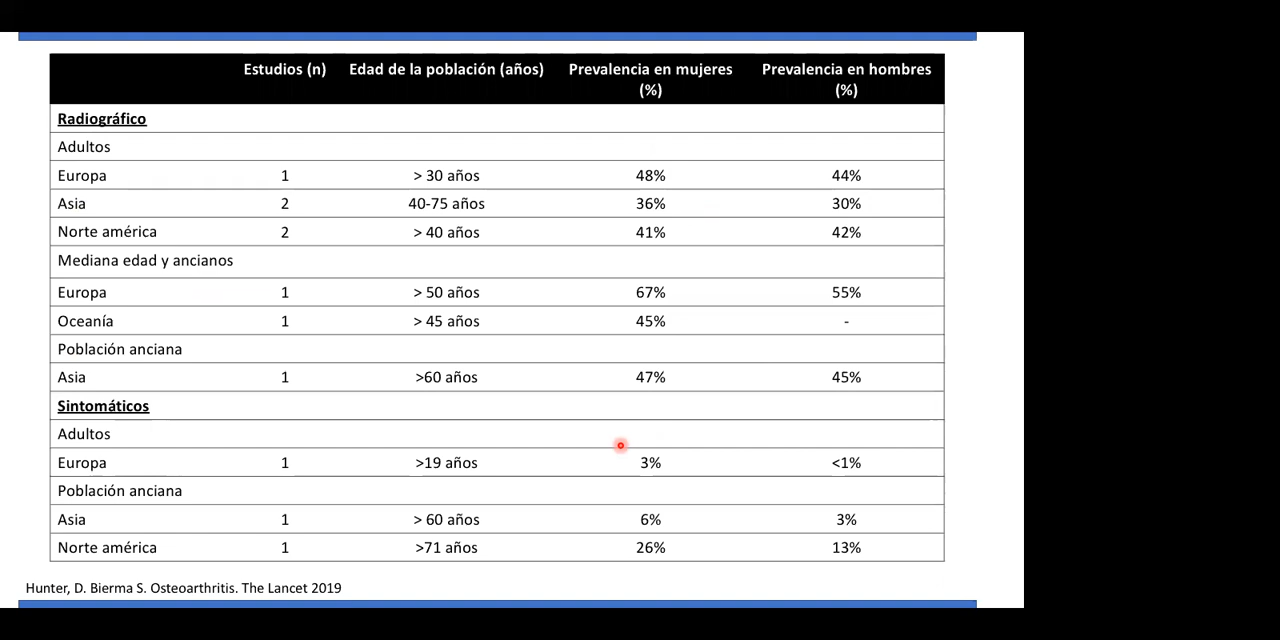 Estudios (n) Edad de la población (años) Prevalencia en mujeres (%) Prevalencia en hombres (%)
Radiográfico
Adultos
Europa 1 > 30 años 48% 44%
Asia 2 40-75 años 36% 30%
Norte américa 2 > 40 años 41% 42%
Mediana edad y ancianos
Europa 1 > 50 años 67% 55%
Oceanía 1 > 45 años 45% -
Población anciana
Asia 1 >60 años 47% 45%
Sintomáticos
Adultos
Europa 1 >19 años 3% <1%
Población anciana
Asia 1 > 60 años 6% 3%
Norte américa 1 >71 años 26% 13%
Hunter, D. Bierma S. Osteoarthritis. The Lancet 2019